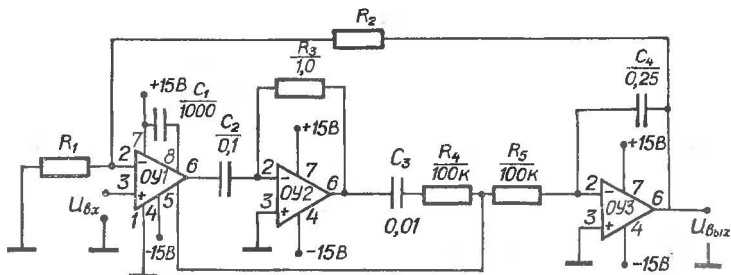 R₂
R₃
1,0
C₄
0,25
+15В
C₁
1000
C₂
0,1
+15В
+15В
R₁
7
8
2
−
ОУ1
6
3
+
1
4
5
2
−
7
ОУ2
6
3
+
4
C₃
0,01
R₄
100к
R₅
100к
2
−
7
ОУ3
6
3
+
4
Uвх
Uвых
-15В
-15В
-15В